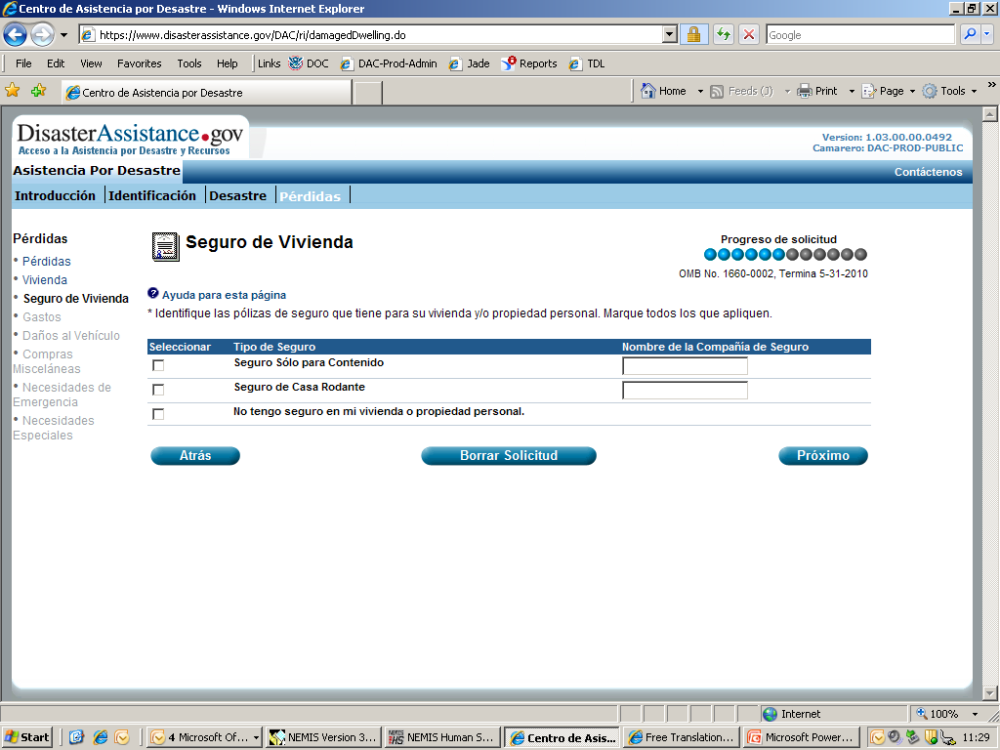 Centro de Asistencia por Desastre - Windows Internet Explorer
https://www.disasterassistance.gov/DAC/ri/damagedDwelling.do
Google
File Edit View Favorites Tools Help
Links DOC DAC-Prod-Admin Jade Reports TDL
Centro de Asistencia por Desastre
Home Feeds (J) Print Page Tools »
DisasterAssistance.gov
Acceso a la Asistencia por Desastre y Recursos
Version: 1.03.00.00.0492
Camarero: DAC-PROD-PUBLIC
Asistencia Por Desastre
Contáctenos
Introducción Identificación Desastre Pérdidas
Pérdidas
• Pérdidas
• Vivienda
• Seguro de Vivienda
• Gastos
• Daños al Vehículo
• Compras
Misceláneas
• Necesidades de
Emergencia
• Necesidades
Especiales
Seguro de Vivienda
Progreso de solicitud
OMB No. 1660-0002, Termina 5-31-2010
? Ayuda para esta página
* Identifique las pólizas de seguro que tiene para su vivienda y/o propiedad personal. Marque todos los que apliquen.
Seleccionar Tipo de Seguro Nombre de la Compañia de Seguro
Seguro Sólo para Contenido
Seguro de Casa Rodante
No tengo seguro en mi vivienda o propiedad personal.
Atrás Borrar Solicitud Próximo
Internet 100%
Start 4 Microsoft Of... NEMIS Version 3... NEMIS Human S... Centro de Asis... Free Translation... Microsoft Power... 11:29